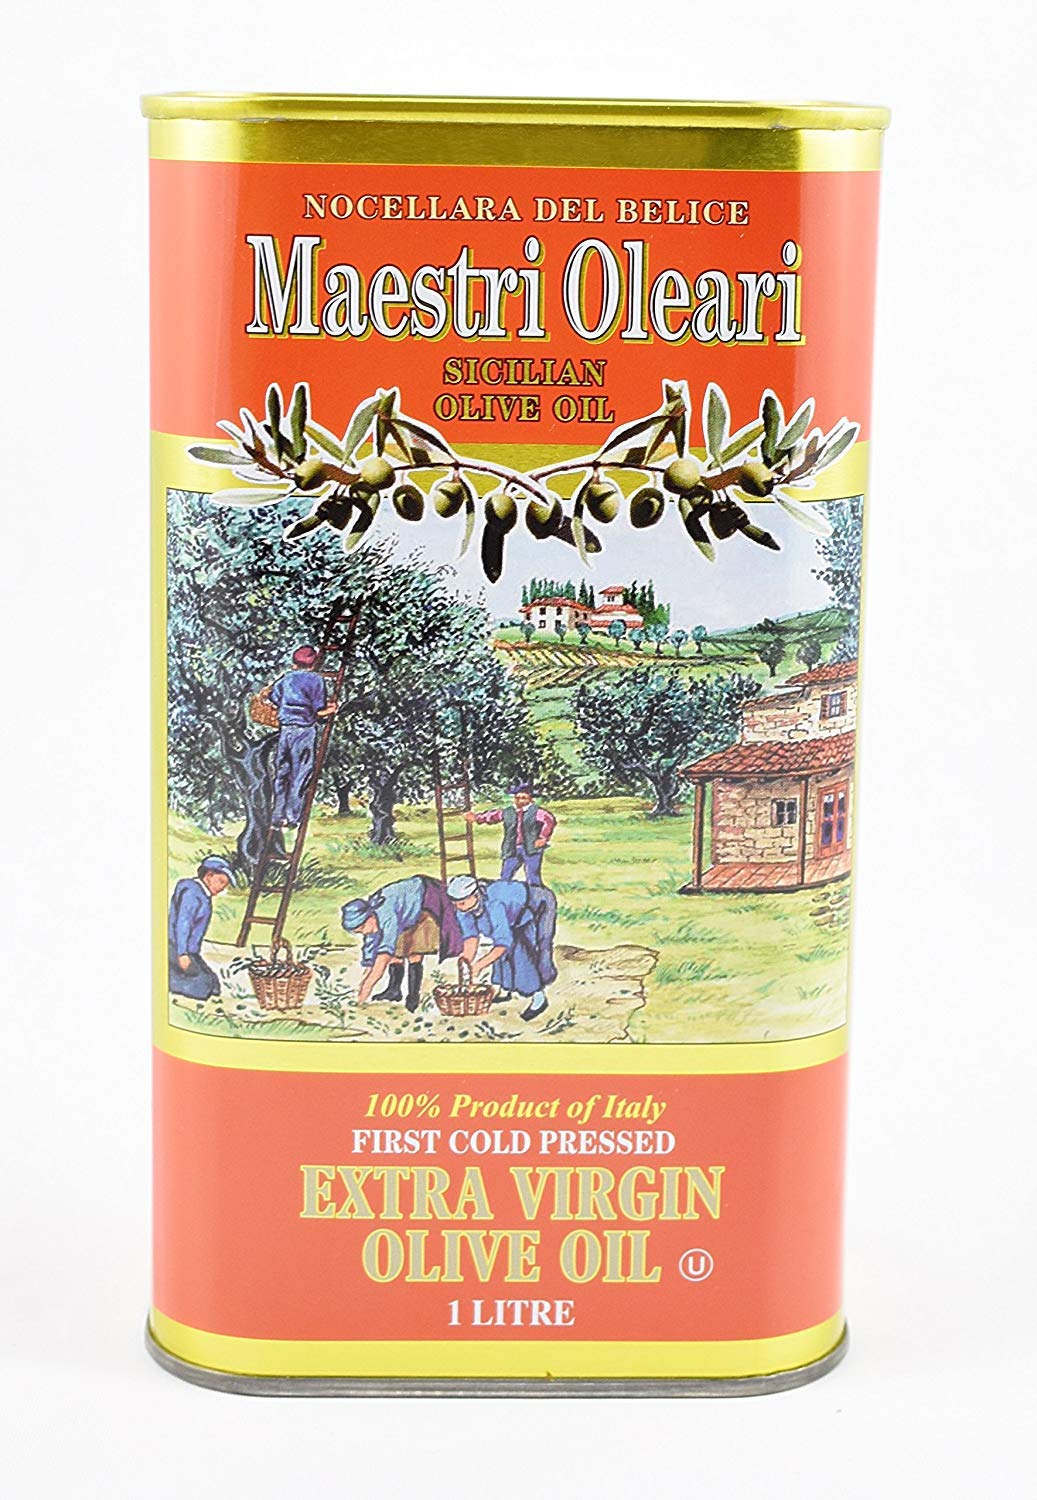 NOCELLARA DEL BELICE
Maestri Oleari
SICILIAN
OLIVE OIL
100% Product of Italy
FIRST COLD PRESSED
EXTRA VIRGIN
OLIVE OIL U
1 LITRE